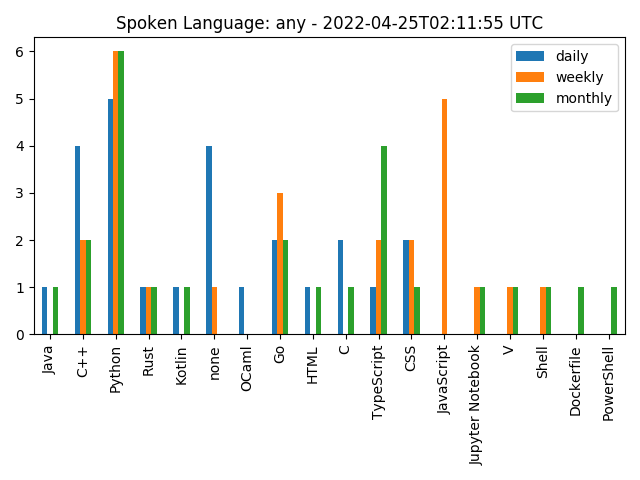 Spoken Language: any - 2022-04-25T02:11:55 UTC
daily
weekly
monthly
6
5
4
3
2
1
0
Java
C++
Python
Rust
Kotlin
none
OCaml
Go
HTML
C
TypeScript
CSS
JavaScript
Jupyter Notebook
V
Shell
Dockerfile
PowerShell